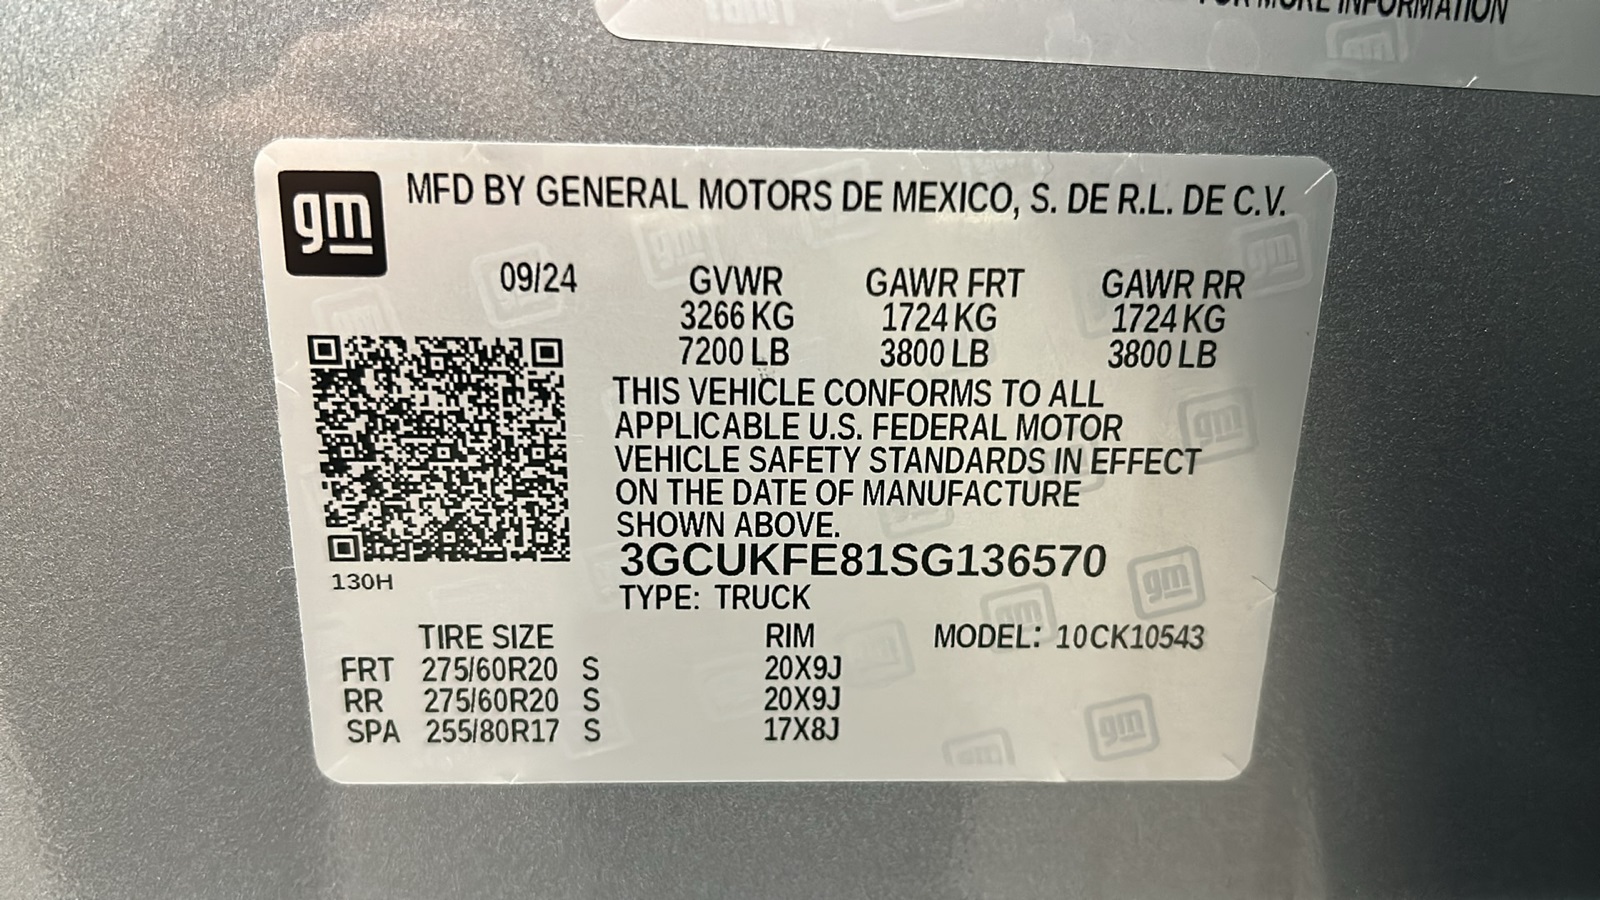 FOR MORE INFORMATION
gm MFD BY GENERAL MOTORS DE MEXICO, S. DE R.L. DE C.V.
09/24 GVWR GAWR FRT GAWR RR
3266 KG 1724 KG 1724 KG
7200 LB 3800 LB 3800 LB
THIS VEHICLE CONFORMS TO ALL
APPLICABLE U.S. FEDERAL MOTOR
VEHICLE SAFETY STANDARDS IN EFFECT
ON THE DATE OF MANUFACTURE
SHOWN ABOVE.
3GCUKFE81SG136570
130H
TYPE: TRUCK
TIRE SIZE RIM MODEL: 10CK10543
FRT 275/60R20 S 20X9J
RR 275/60R20 S 20X9J
SPA 255/80R17 S 17X8J